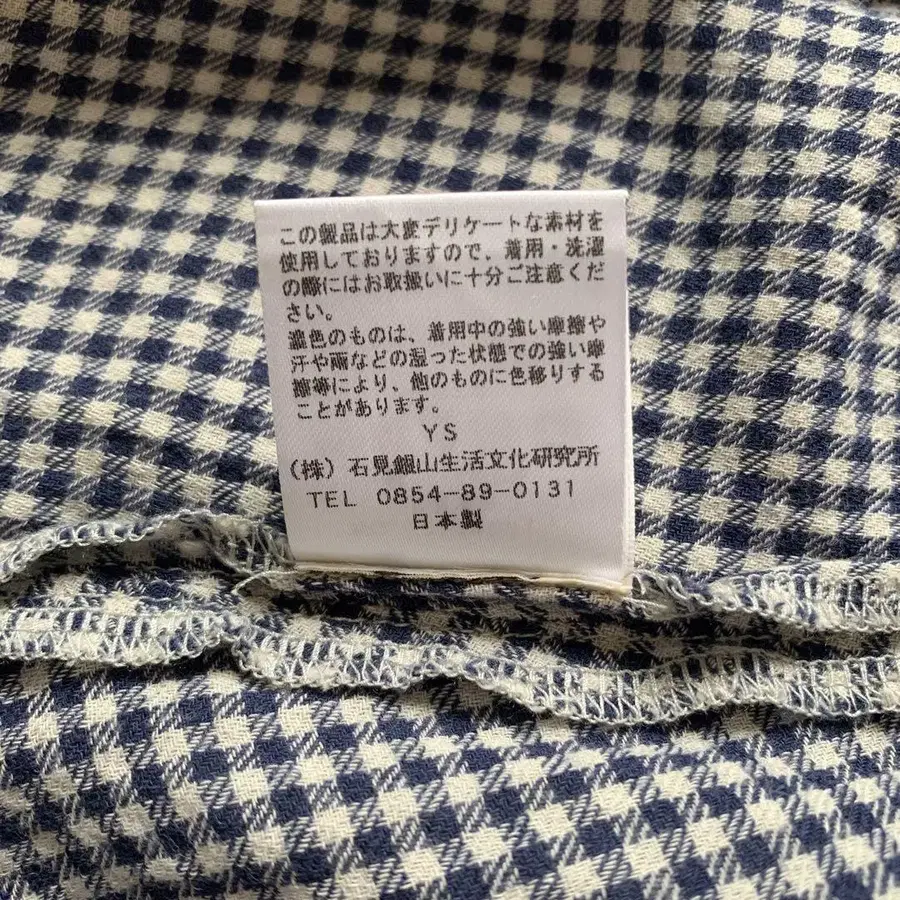 この製品は大変デリケートな素材を
使用しておりますので、着用・洗濯
の際にはお取扱いに十分ご注意くだ
さい。
濃色のものは、着用中の強い摩擦や
汗や雨などの湿った状態での強い摩
擦等により、他のものに色移りする
ことがあります。
YS
（株）石見銀山生活文化研究所
TEL 0854-89-0131
日本製